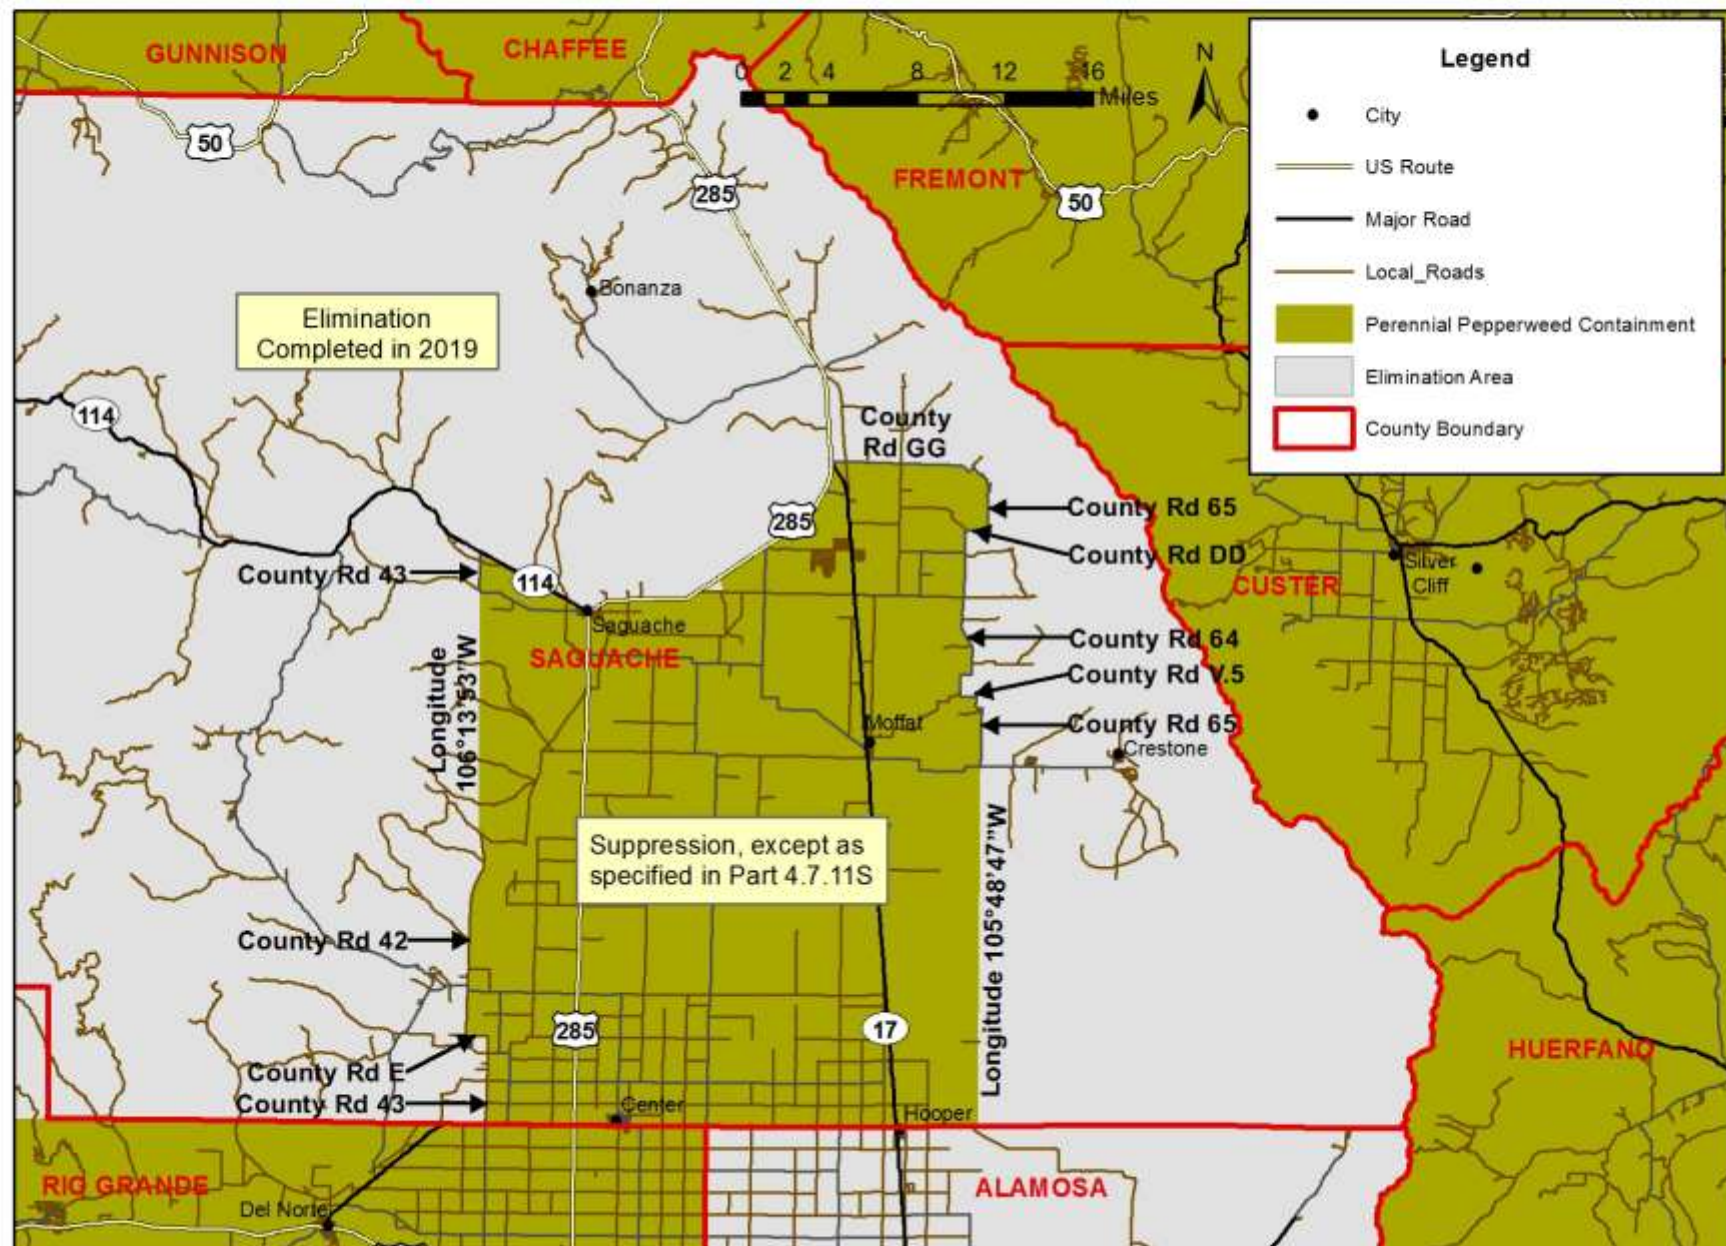 GUNNISON
CHAFFEE
0 2 4 8 12 16
Miles
N
50
285
FREMONT
50
Legend
City
US Route
Major Road
Local_Roads
Perennial Pepperweed Containment
Elimination Area
County Boundary
Bonanza
Elimination
Completed in 2019
114
County
Rd GG
285
County Rd 65
County Rd DD
Silver
Cliff
CUSTER
County Rd 43
114
Saguache
SAGUACHE
County Rd 64
County Rd V.5
County Rd 65
Longitude
106°13'53"W
Moffat
Crestone
Suppression, except as
specified in Part 4.7.11S
Longitude 105°48'47"W
County Rd 42
285
17
HUERFANO
County Rd E
County Rd 43
Center
Hooper
RIO GRANDE
ALAMOSA
Del Norte